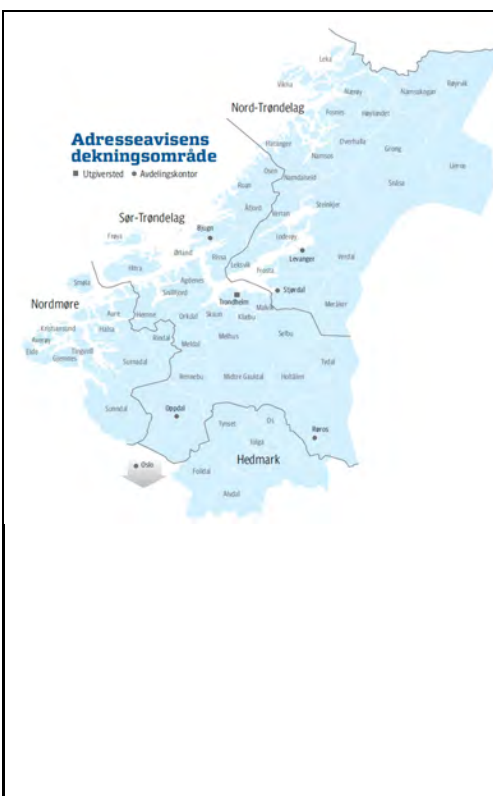 Leka
Vikna
Nærøy
Namsskogan
Røyrvik
Nord-Trøndelag
Fosnes
Høylandet
Adresseavisens
dekningsområde
Utgiversted
Avdelingskontor
Flatanger
Overhalla
Grong
Namsos
Lierne
Osen
Namdalseid
Snåsa
Roan
Sør-Trøndelag
Åfjord
Steinkjer
Verran
Bjugn
Frøya
Inderøy
Ørland
Rissa
Levanger
Verdal
Hitra
Leksvik
Frosta
Smøla
Agdenes
Snillfjord
Stjørdal
Nordmøre
Trondheim
Meråker
Aure
Hemne
Orkdal
Skaun
Klæbu
Malvik
Kristiansund
Halsa
Averøy
Rindal
Melhus
Selbu
Eide
Tingvoll
Gjemnes
Meldal
Surnadal
Tydal
Rennebu
Midtre Gauldal
Holtålen
Sunndal
Oppdal
Tynset
Os
Røros
Tolga
Oslo
Hedmark
Folldal
Alvdal